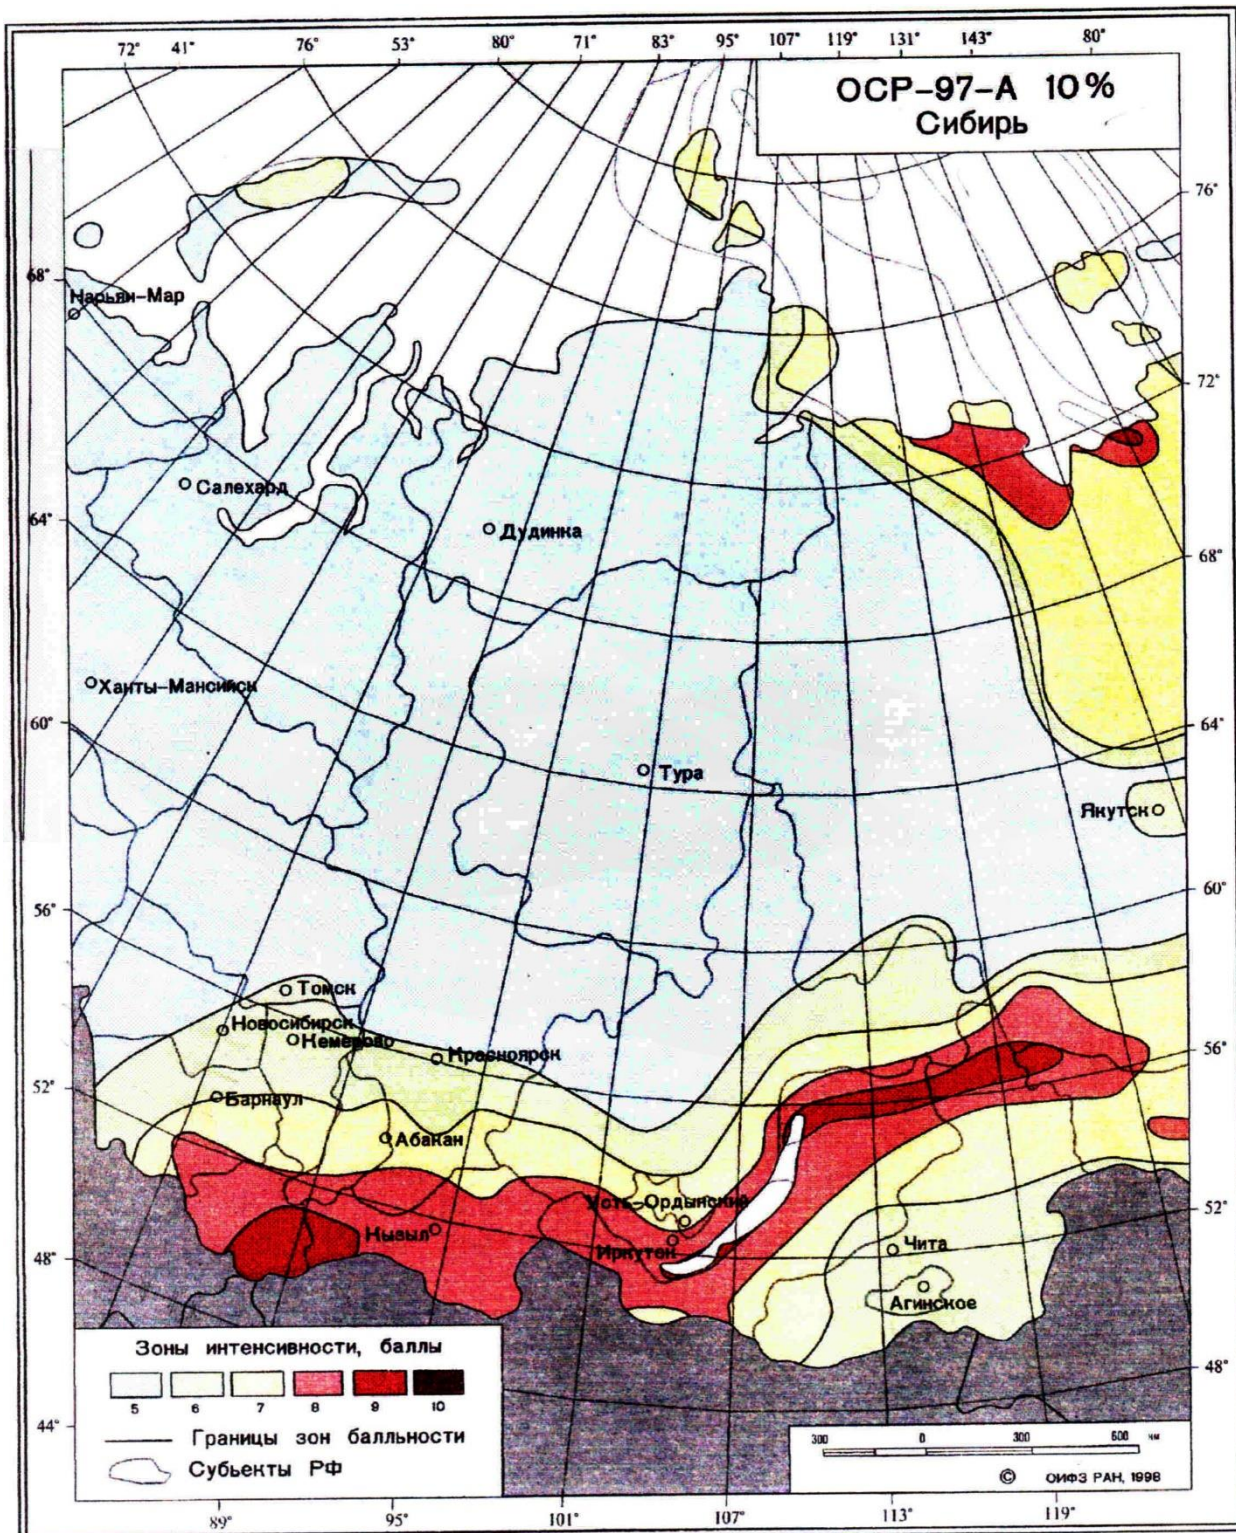 72° 41° 76° 53° 80° 71° 83° 95° 107° 119° 131° 143° 80°
ОСР-97-А 10%
Сибирь
76°
68°
Нарьян-Мар
72°
Салехард
64°
Дудинка
68°
Ханты-Мансийск
60°
64°
Тура
Якутск
56°
60°
Томск
Новосибирск
Кемерово
Красноярск
56°
52°
Барнаул
Абакан
Усть-Ордынский
52°
Кызыл
Иркутск
Чита
48°
Агинское
Зоны интенсивности, баллы
5 6 7 8 9 10
48°
44°
Границы зон балльности
Субъекты РФ
300 0 300 600 км
© ОИФЗ РАН, 1998
89° 95° 101° 107° 113° 119°